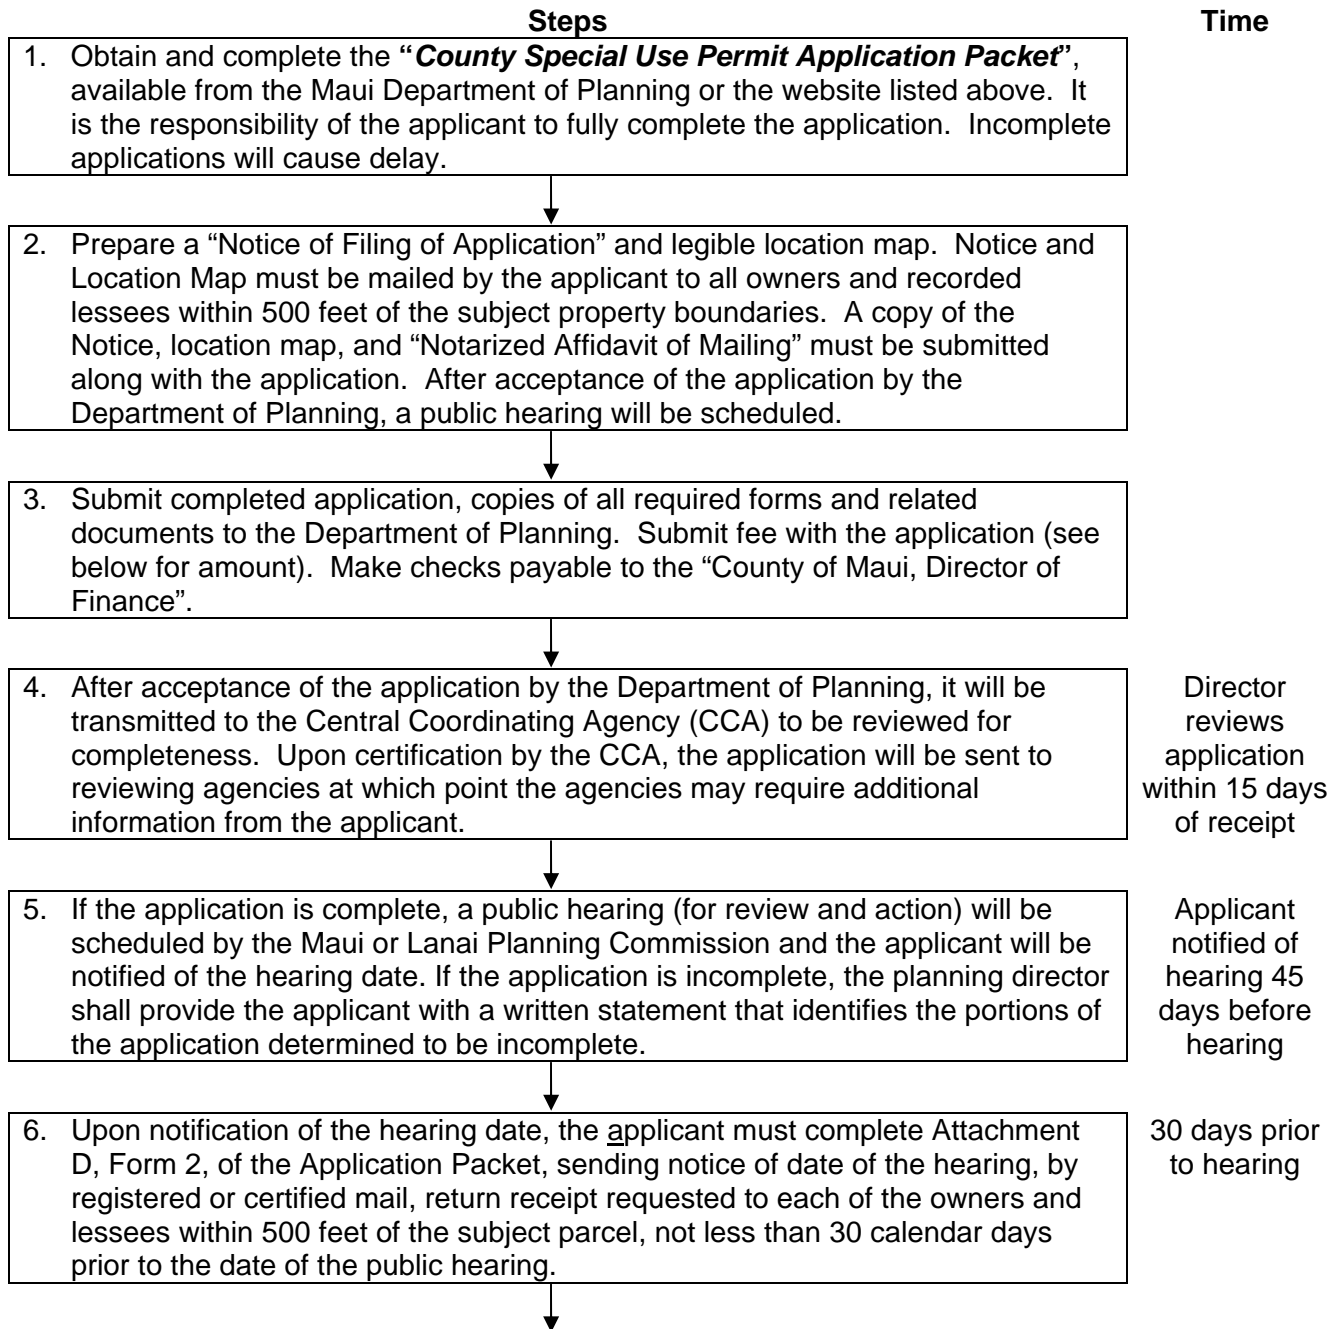 Steps
Time
1. Obtain and complete the “County Special Use Permit Application Packet”,
available from the Maui Department of Planning or the website listed above. It
is the responsibility of the applicant to fully complete the application. Incomplete
applications will cause delay.
2. Prepare a “Notice of Filing of Application” and legible location map. Notice and
Location Map must be mailed by the applicant to all owners and recorded
lessees within 500 feet of the subject property boundaries. A copy of the
Notice, location map, and “Notarized Affidavit of Mailing” must be submitted
along with the application. After acceptance of the application by the
Department of Planning, a public hearing will be scheduled.
3. Submit completed application, copies of all required forms and related
documents to the Department of Planning. Submit fee with the application (see
below for amount). Make checks payable to the “County of Maui, Director of
Finance”.
4. After acceptance of the application by the Department of Planning, it will be
transmitted to the Central Coordinating Agency (CCA) to be reviewed for
completeness. Upon certification by the CCA, the application will be sent to
reviewing agencies at which point the agencies may require additional
information from the applicant.
Director
reviews
application
within 15 days
of receipt
5. If the application is complete, a public hearing (for review and action) will be
scheduled by the Maui or Lanai Planning Commission and the applicant will be
notified of the hearing date. If the application is incomplete, the planning director
shall provide the applicant with a written statement that identifies the portions of
the application determined to be incomplete.
Applicant
notified of
hearing 45
days before
hearing
6. Upon notification of the hearing date, the applicant must complete Attachment
D, Form 2, of the Application Packet, sending notice of date of the hearing, by
registered or certified mail, return receipt requested to each of the owners and
lessees within 500 feet of the subject parcel, not less than 30 calendar days
prior to the date of the public hearing.
30 days prior
to hearing